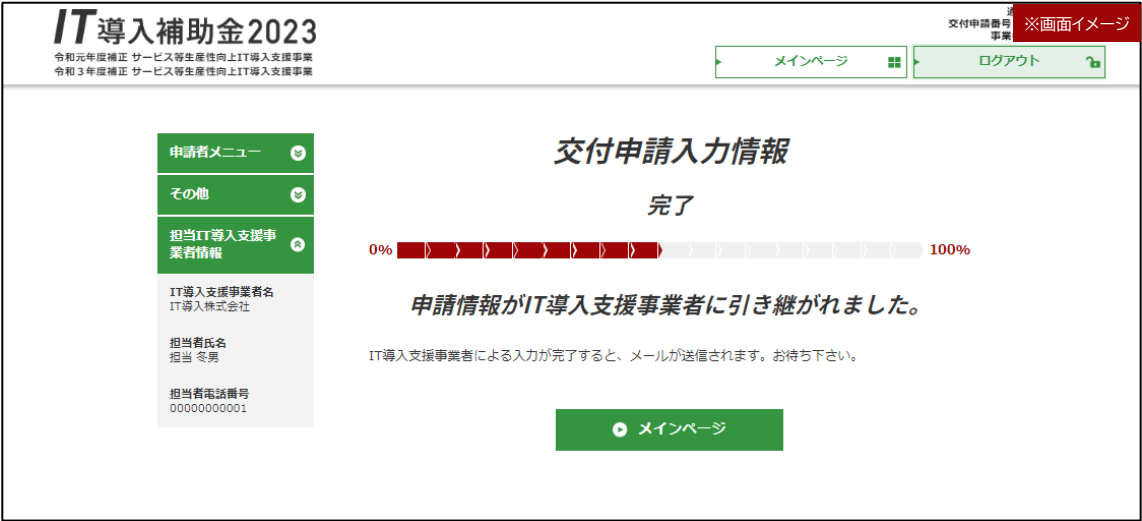 IT導入補助金2023
令和元年度補正 サービス等生産性向上IT導入支援事業
令和3年度補正 サービス等生産性向上IT導入支援事業
交付申請番号
事業
※画面イメージ
メインページ
ログアウト
申請者メニュー
その他
担当IT導入支援事
業者情報
IT導入支援事業者名
IT導入株式会社
担当者氏名
担当 冬男
担当者電話番号
00000000001
交付申請入力情報
完了
0%
100%
申請情報がIT導入支援事業者に引き継がれました。
IT導入支援事業者による入力が完了すると、メールが送信されます。お待ち下さい。
メインページ